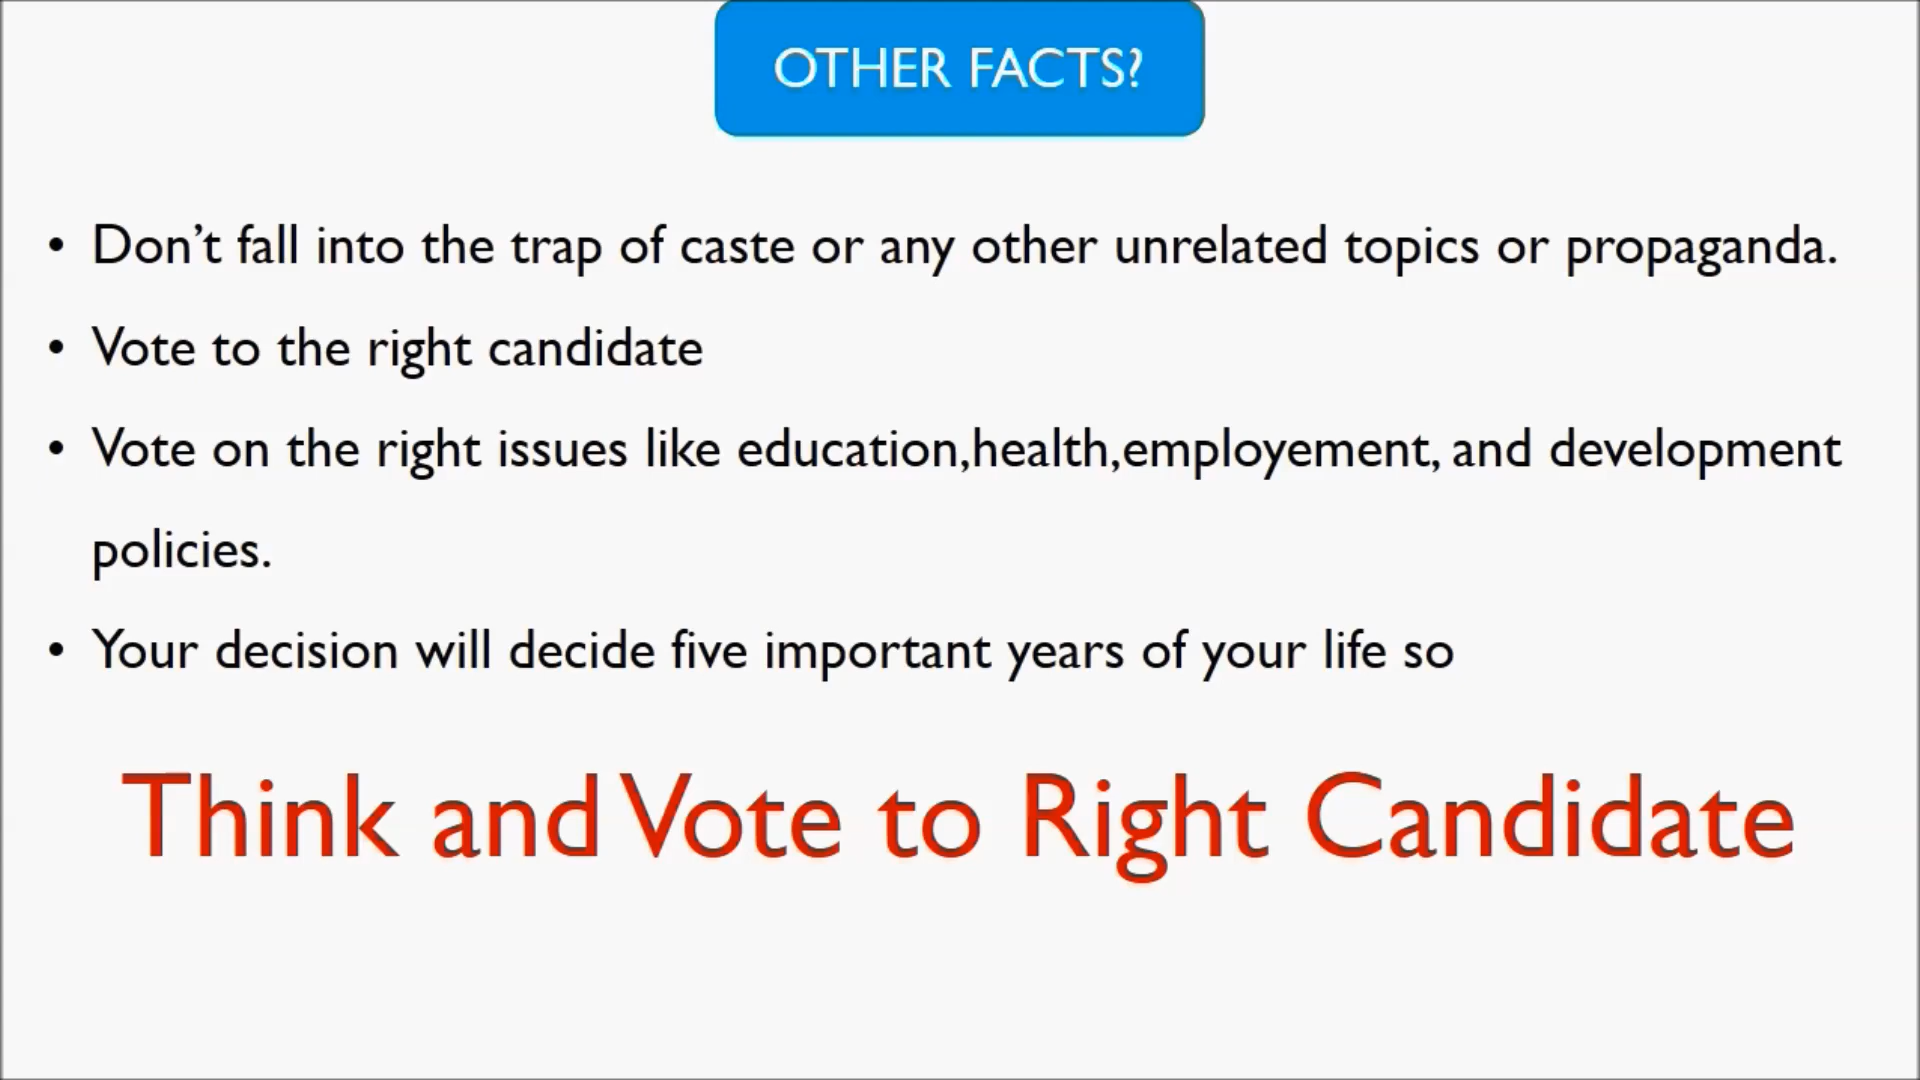 OTHER FACTS?
• Don’t fall into the trap of caste or any other unrelated topics or propaganda.
• Vote to the right candidate
• Vote on the right issues like education,health,employement, and development
policies.
• Your decision will decide five important years of your life so
Think and Vote to Right Candidate